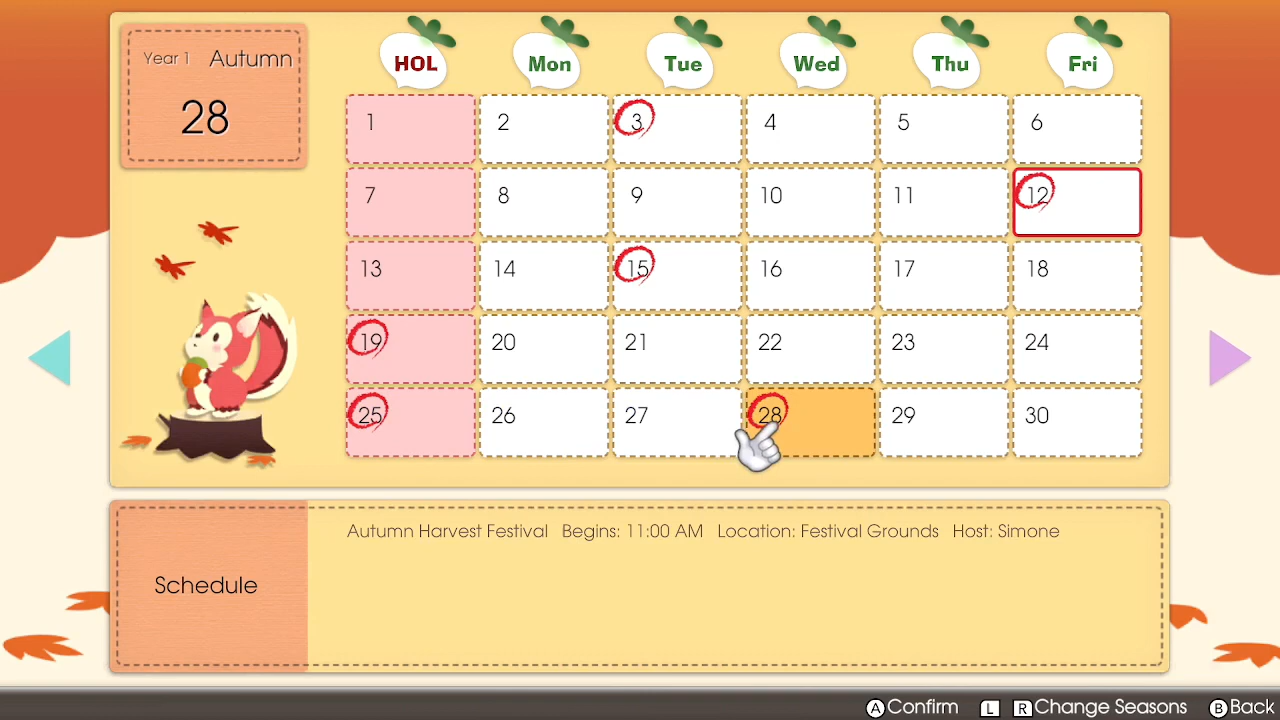 Year 1 Autumn
28
HOL Mon Tue Wed Thu Fri
1 2 3 4 5 6
7 8 9 10 11 12
13 14 15 16 17 18
19 20 21 22 23 24
25 26 27 28 29 30
Autumn Harvest Festival Begins: 11:00 AM Location: Festival Grounds Host: Simone
Schedule
A Confirm L R Change Seasons B Back